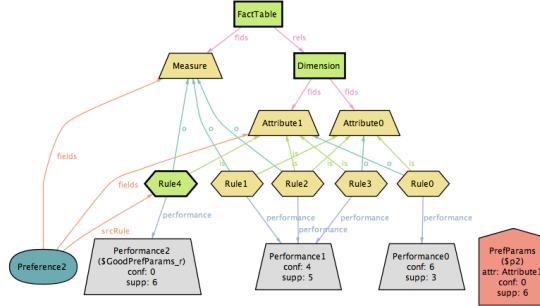 FactTable
flds
rels
Measure
Dimension
flds
flds
Attribute1
Attribute0
o
o
o
fields
fields
is
is
is
is
is
o
o
is
Rule4
Rule1
Rule2
Rule3
Rule0
srcRule
performance
performance
performance
performance
performance
Preference2
Performance2
($GoodPrefParams_r)
conf: 0
supp: 6
Performance1
conf: 4
supp: 5
Performance0
conf: 6
supp: 3
PrefParams
($p2)
attr: Attribute1
conf: 0
supp: 6